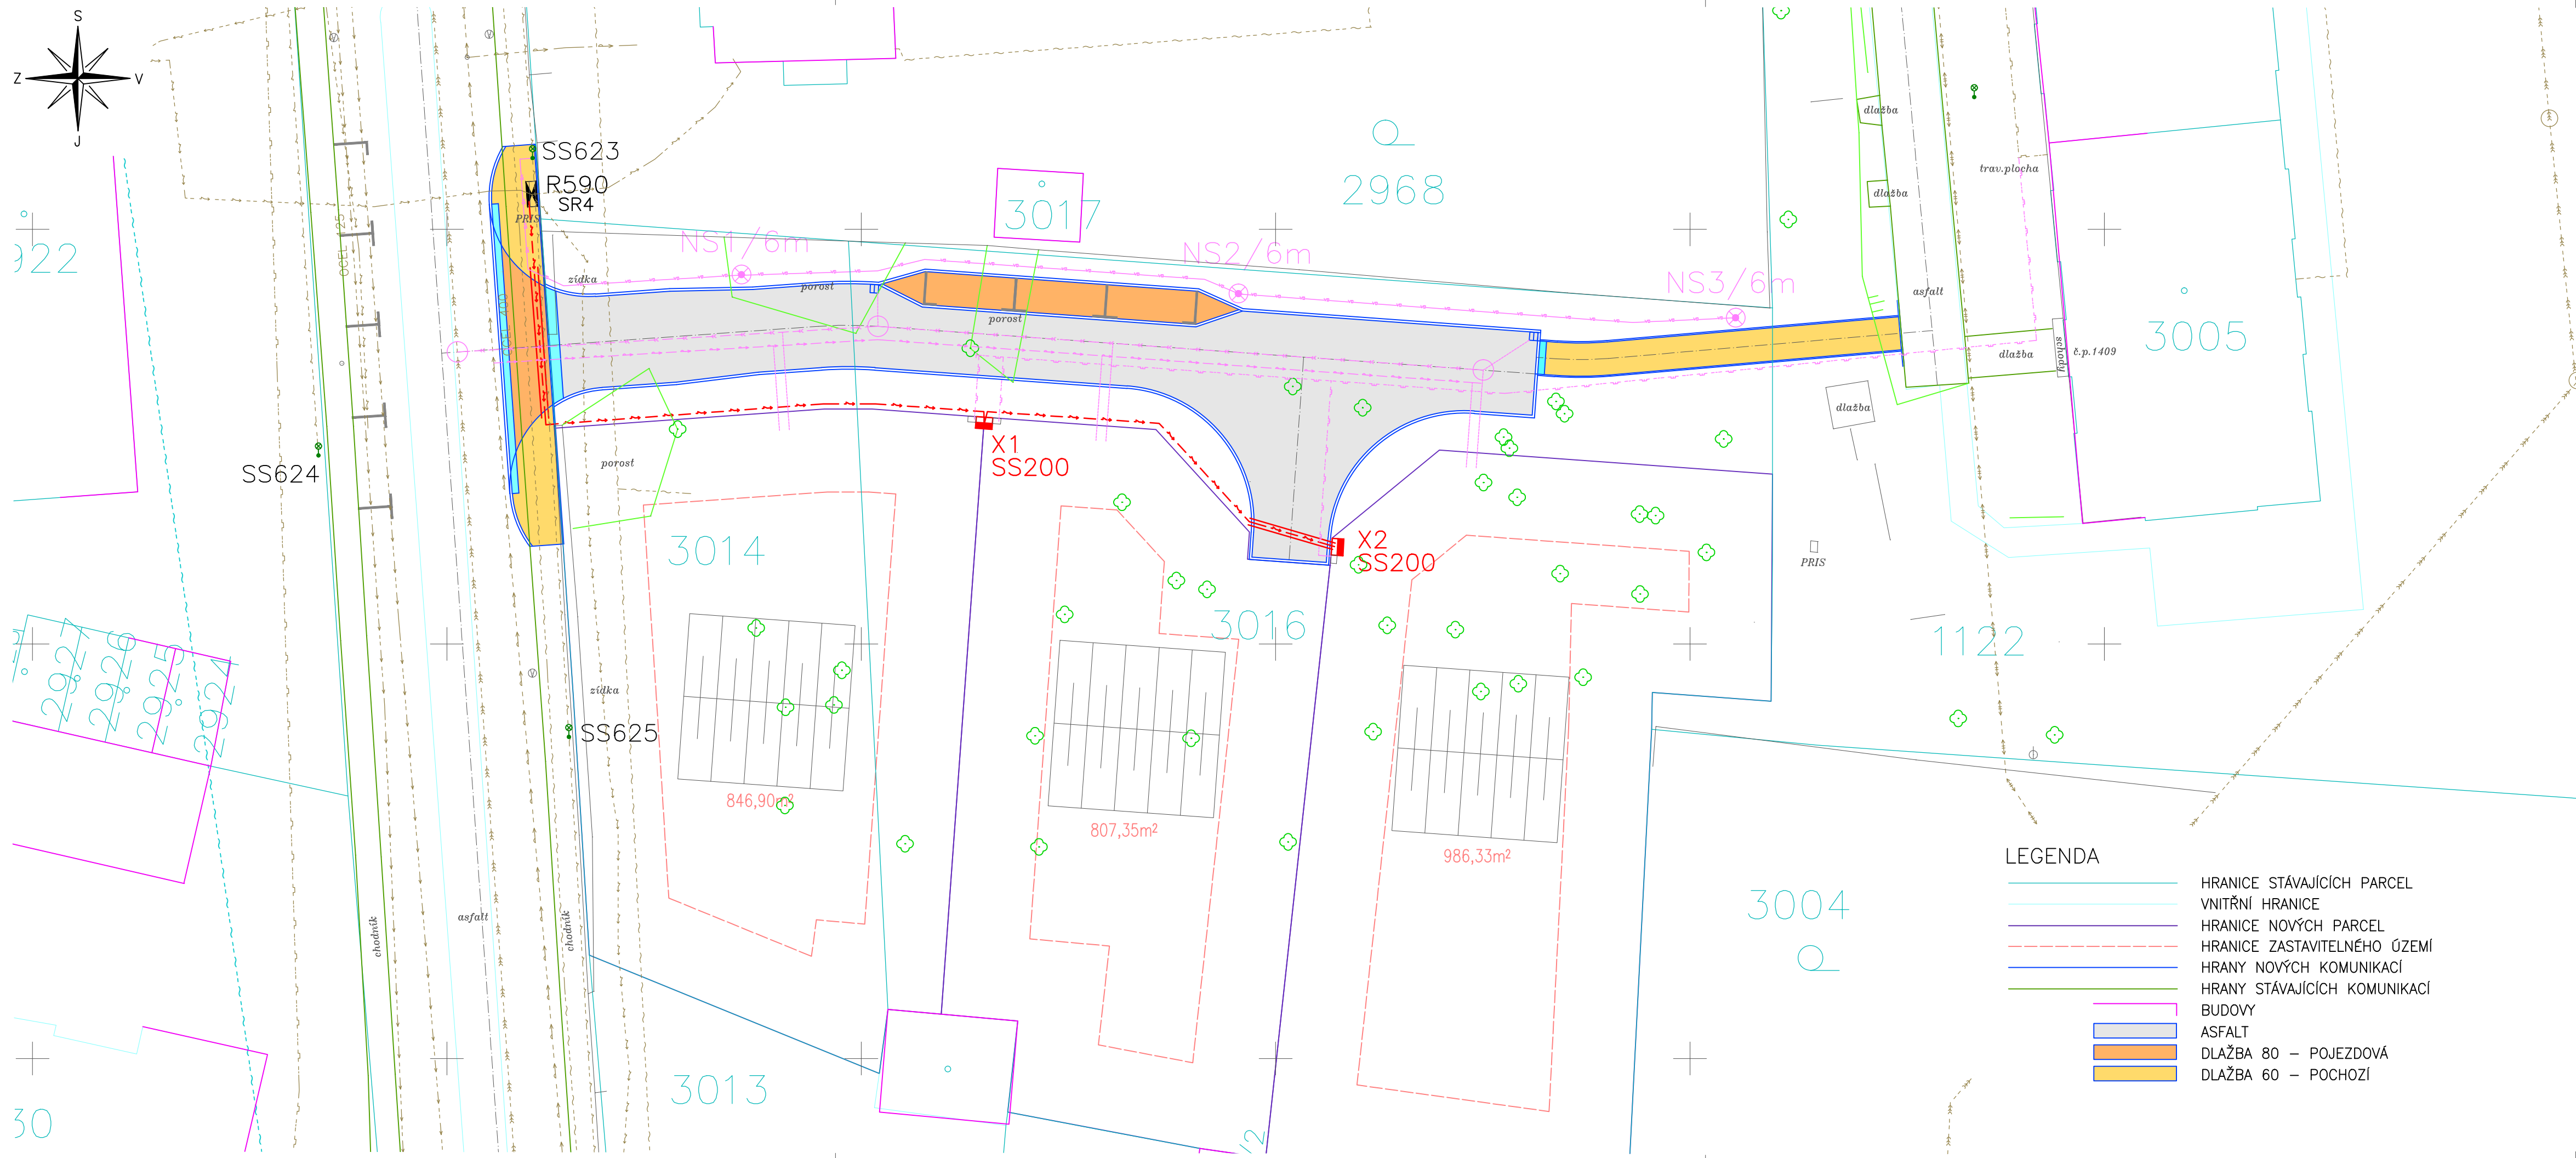 S
Z
V
J
SS623
R590
SR4
PRIS
2968
3017
NS1/6m
NS2/6m
NS3/6m
zídka
porost
porost
porost
dlažba
dlažba
trav.plocha
asfalt
dlažba
schody
č.p.1409
dlažba
3005
922
OCEL 125
SS624
X1
SS200
X2
SS200
PRIS
3014
3016
1122
2927
2926
2925
2924
zídka
SS625
846,90m²
807,35m²
986,33m²
chodník
asfalt
chodník
3004
3013
30
/2
LEGENDA
HRANICE STÁVAJÍCÍCH PARCEL
VNITŘNÍ HRANICE
HRANICE NOVÝCH PARCEL
HRANICE ZASTAVITELNÉHO ÚZEMÍ
HRANY NOVÝCH KOMUNIKACÍ
HRANY STÁVAJÍCÍCH KOMUNIKACÍ
BUDOVY
ASFALT
DLAŽBA 80 – POJEZDOVÁ
DLAŽBA 60 – POCHOZÍ